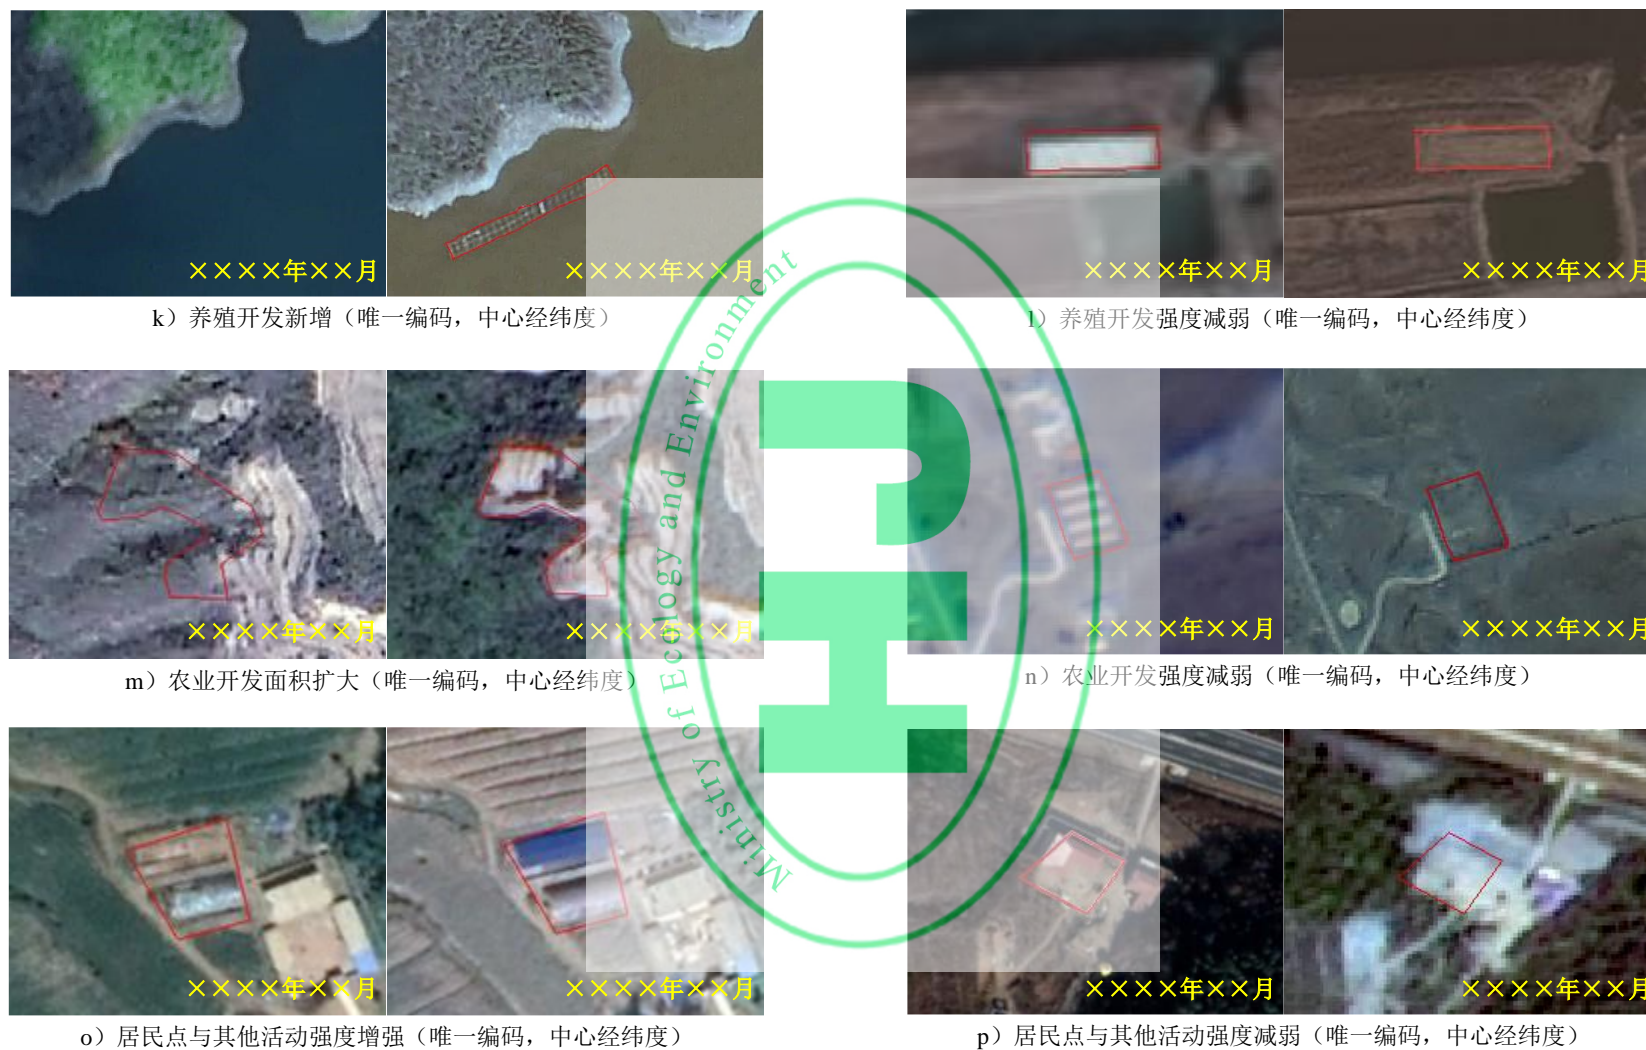 ××××年××月
××××年××月
××××年××月
××××年××月
k）养殖开发新增（唯一编码，中心经纬度）
l）养殖开发强度减弱（唯一编码，中心经纬度）
××××年××月
××××年××月
××××年××月
××××年××月
m）农业开发面积扩大（唯一编码，中心经纬度）
n）农业开发强度减弱（唯一编码，中心经纬度）
××××年××月
××××年××月
××××年××月
××××年××月
o）居民点与其他活动强度增强（唯一编码，中心经纬度）
p）居民点与其他活动强度减弱（唯一编码，中心经纬度）
Ministry of Ecology and Environment